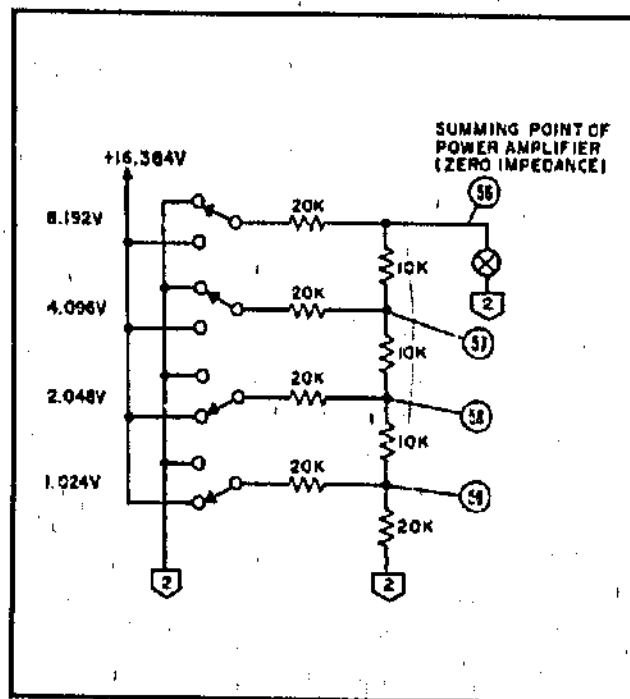 SUMMING POINT OF
POWER AMPLIFIER
(ZERO IMPEDANCE)
+16.384V
56
20K
8.192V
10K
2
20K
4.096V
57
10K
20K
2.048V
58
10K
20K
1.024V
59
20K
2
2